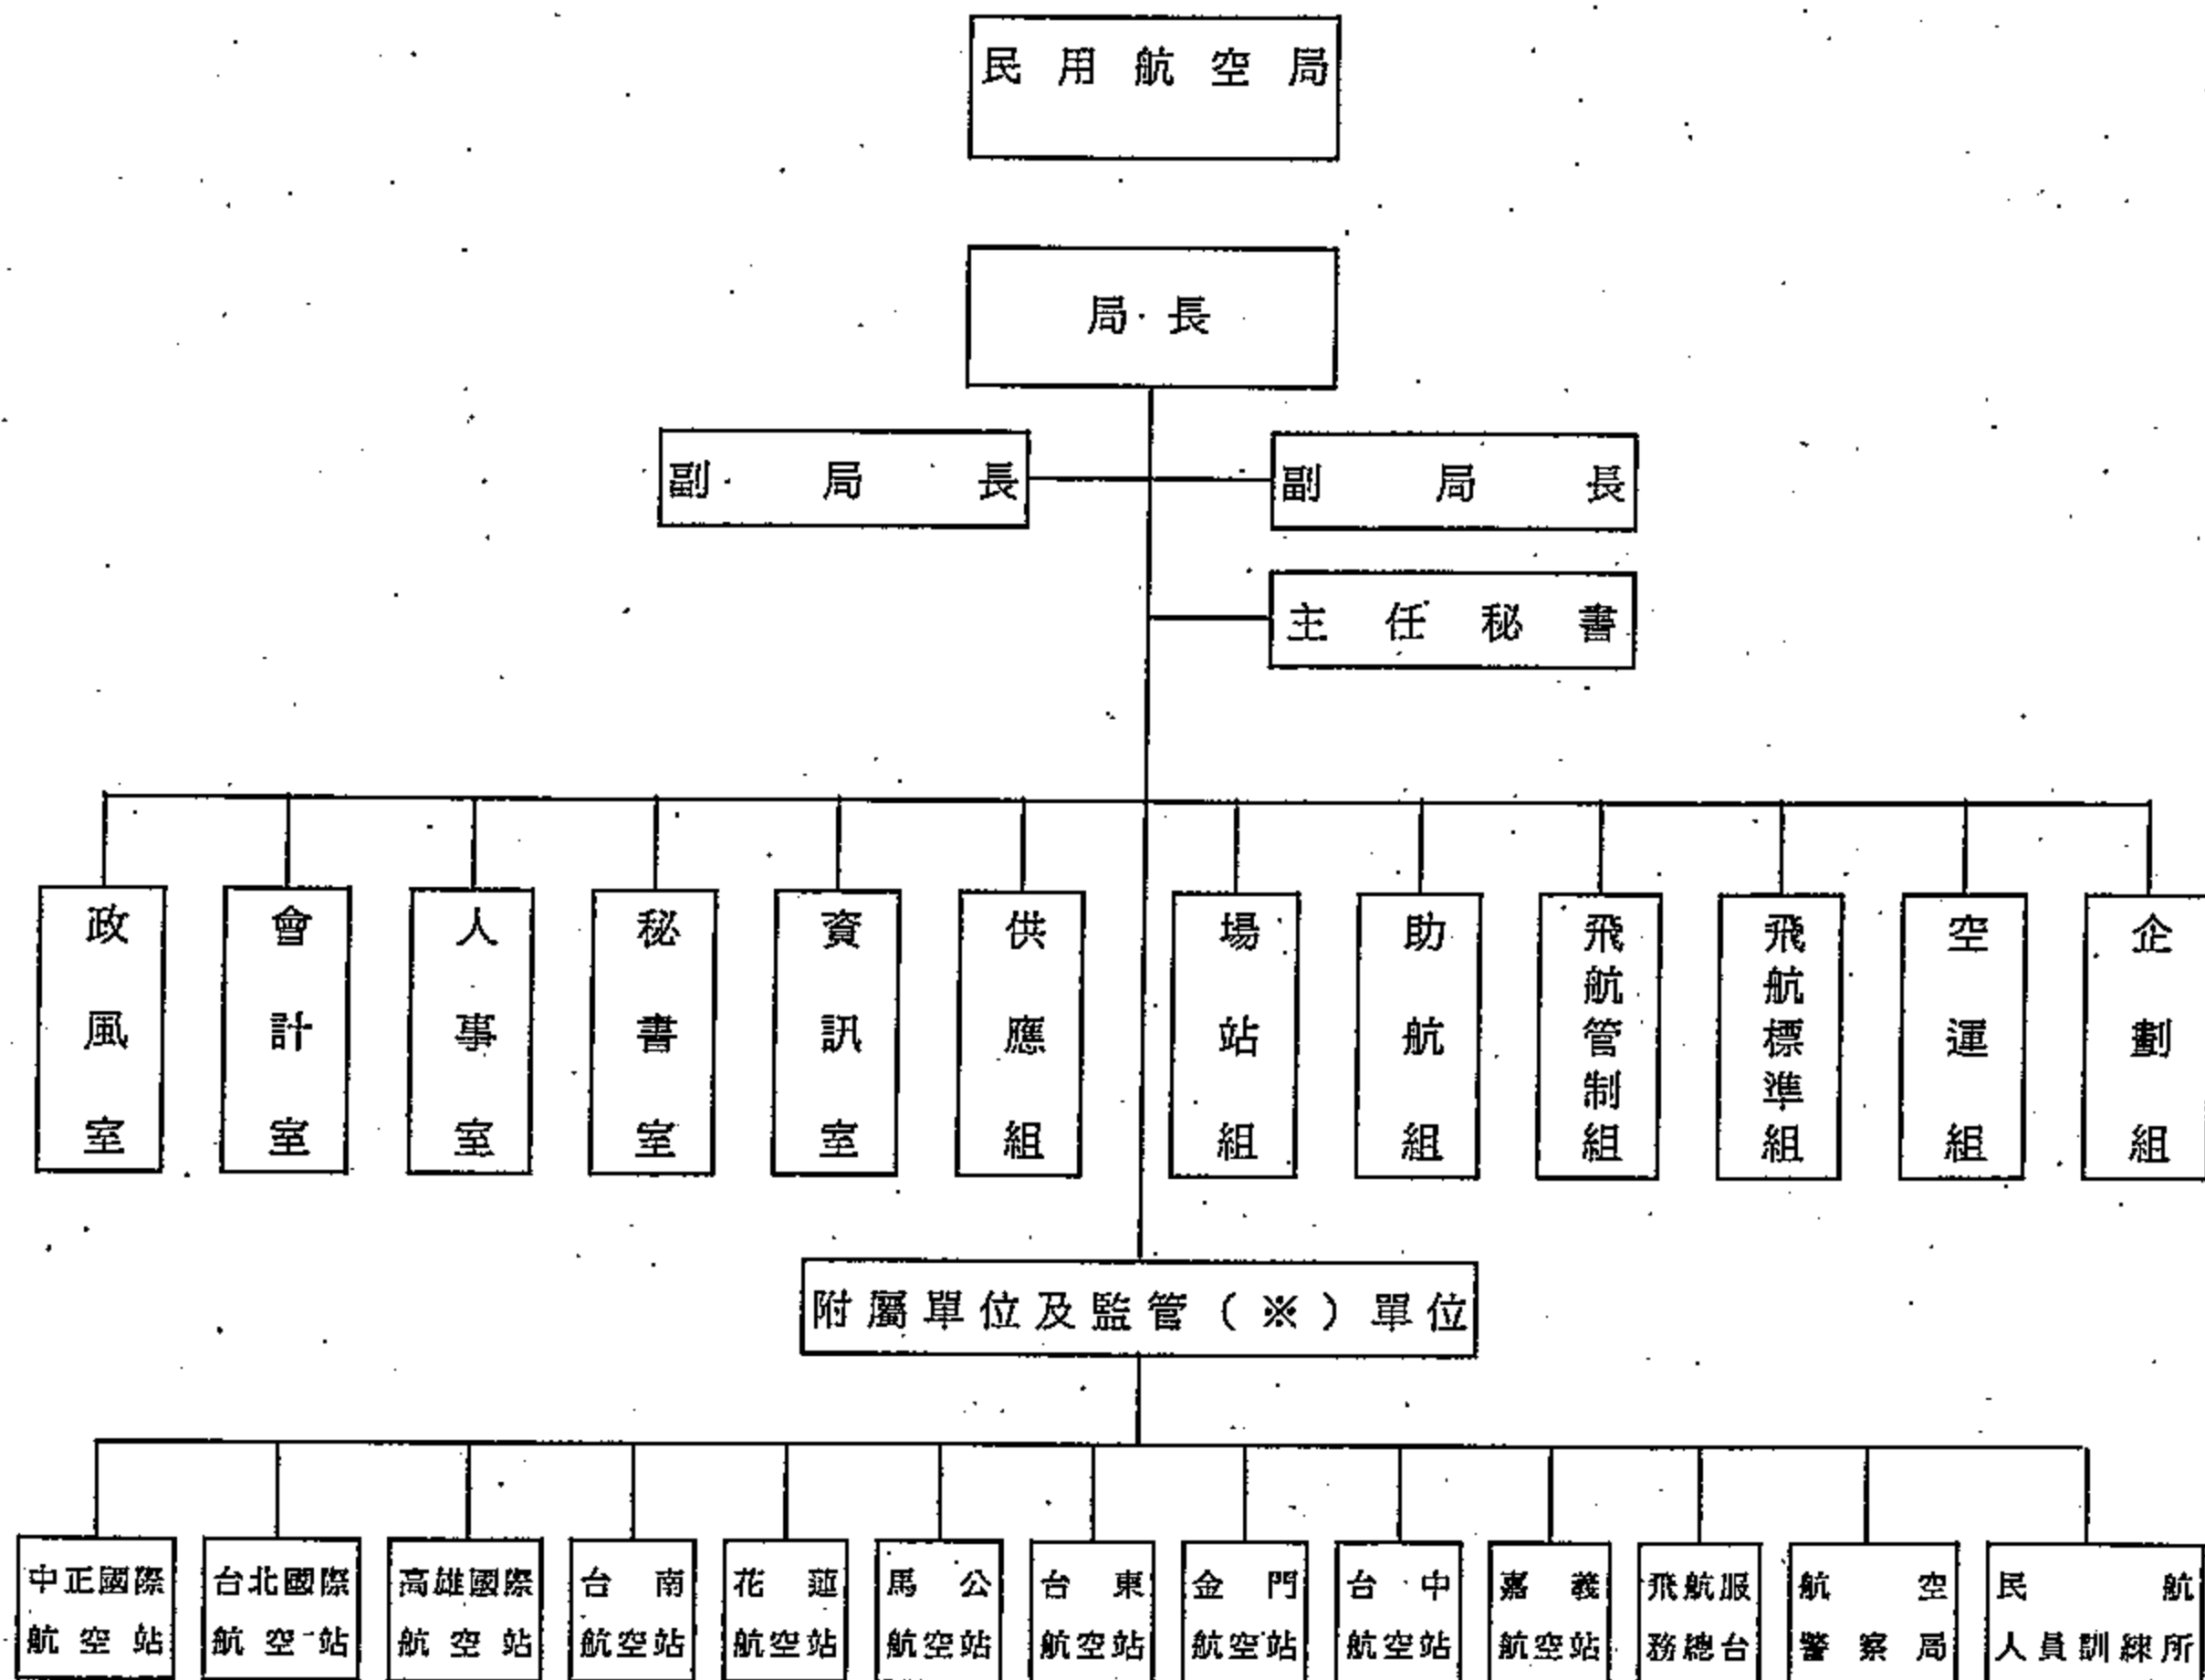 民用航空局
局長
副局長
副局長
主任秘書
政風室
會計室
人事室
秘書室
資訊室
供應組
場站組
助航組
飛航管制組
飛航標準組
空運組
企劃組
附屬單位及監管（※）單位
中正國際
航空站
台北國際
航空站
高雄國際
航空站
台南
航空站
花蓮
航空站
馬公
航空站
台東
航空站
金門
航空站
台中
航空站
嘉義
航空站
飛航服
務總台
航空
警察局
民航
人員訓練所